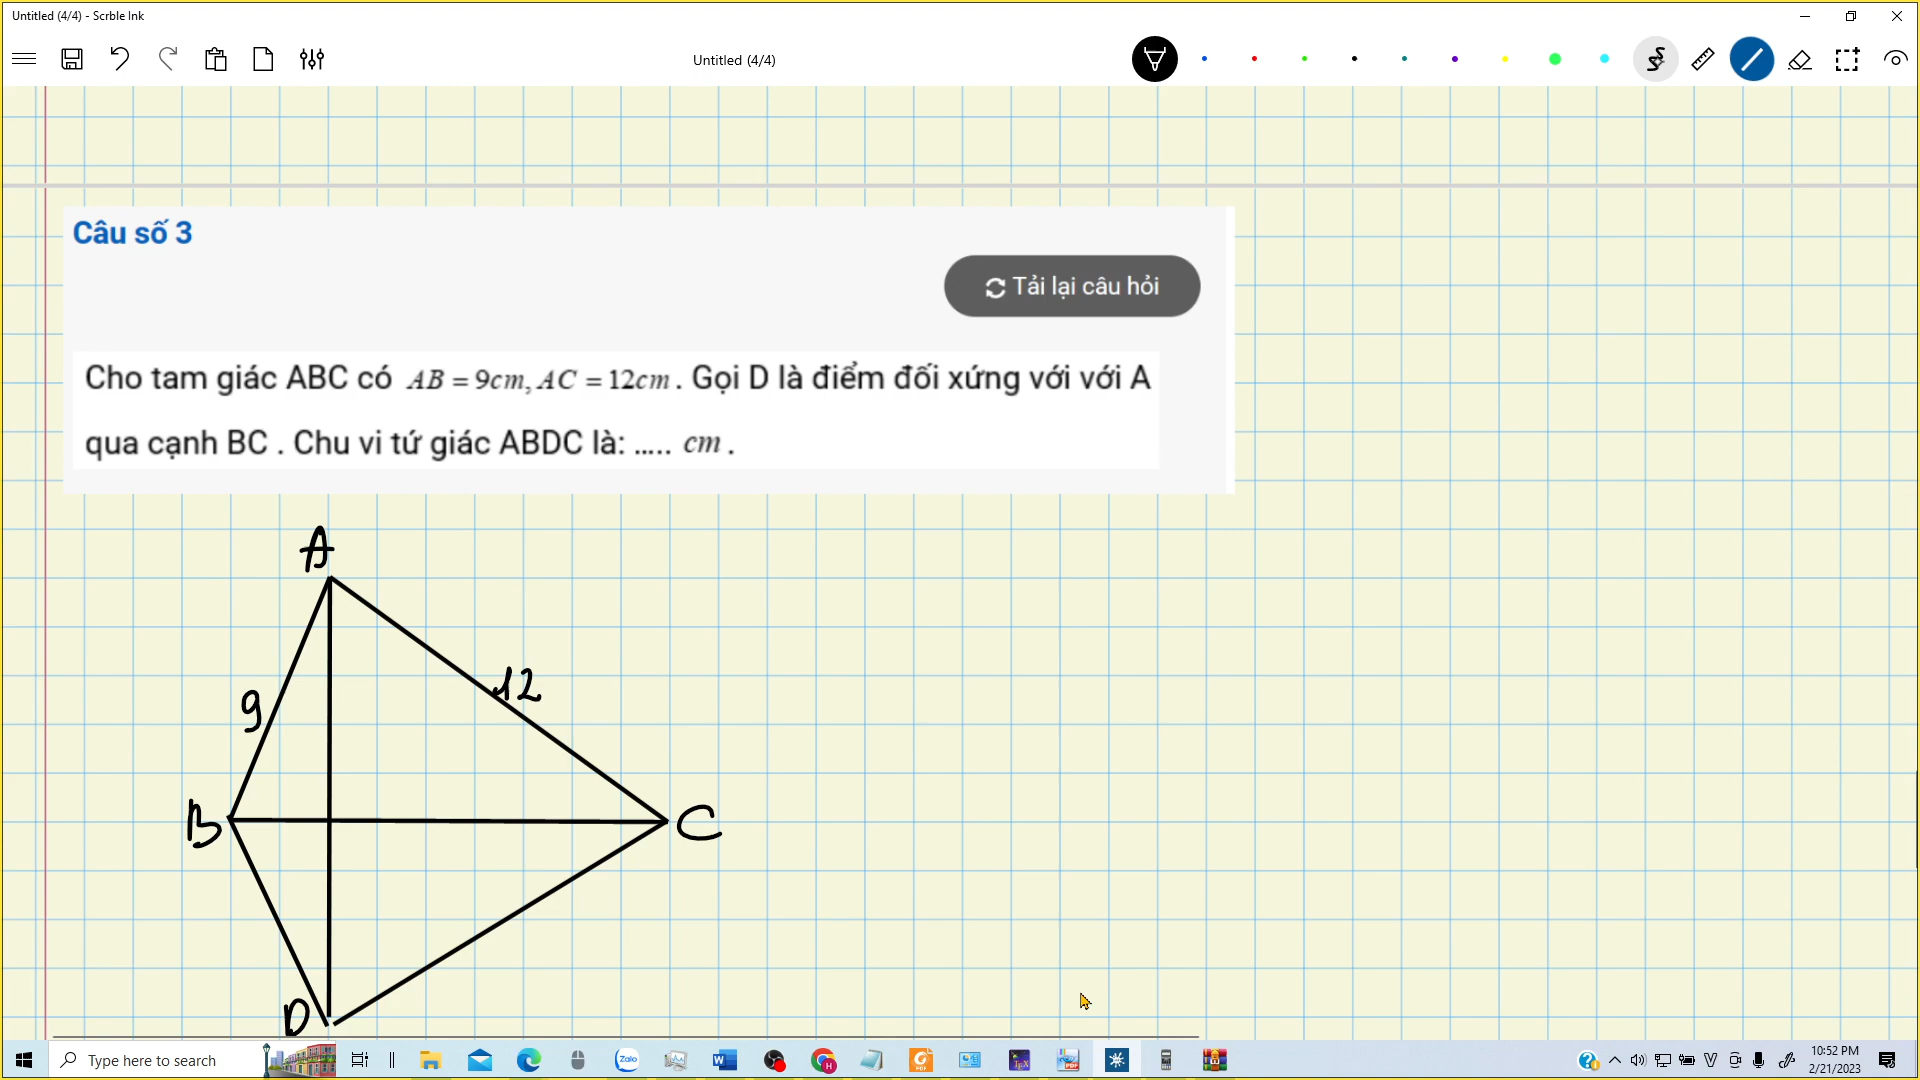 Untitled (4/4) - Scrble Ink
Untitled (4/4)
Câu số 3
Tải lại câu hỏi
Cho tam giác ABC có AB = 9cm, AC = 12cm. Gọi D là điểm đối xứng với với A
qua cạnh BC . Chu vi tứ giác ABDC là: ..... cm .
A
12
9
B
C
D
Type here to search
Zalo
10:52 PM
2/21/2023